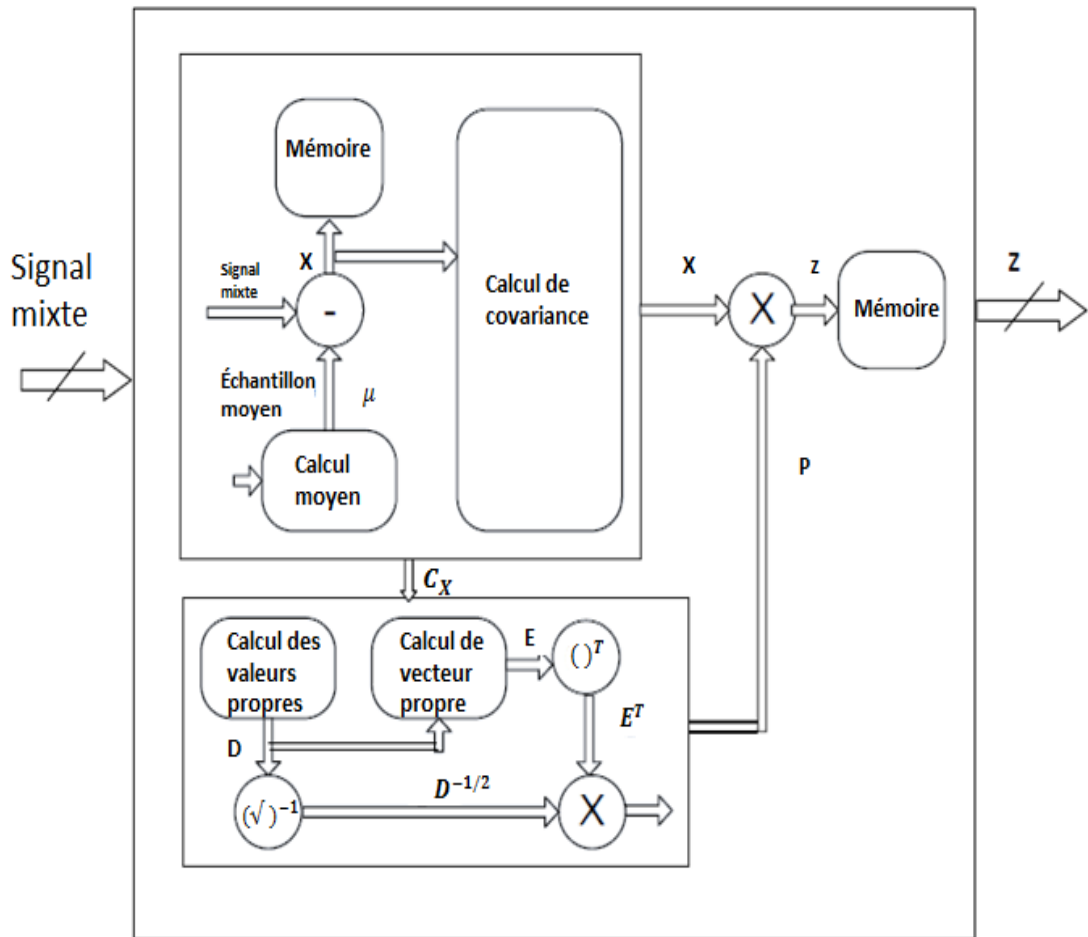 Signal
mixte
Mémoire
X
Signal
mixte
-
Échantillon
moyen
μ
Calcul
moyen
Calcul de
covariance
X
X
z
Mémoire
Z
P
C_X
Calcul des
valeurs
propres
Calcul de
vecteur
propre
E
( )^T
D
E^T
D^{-1/2}
(√ )^{-1}
X